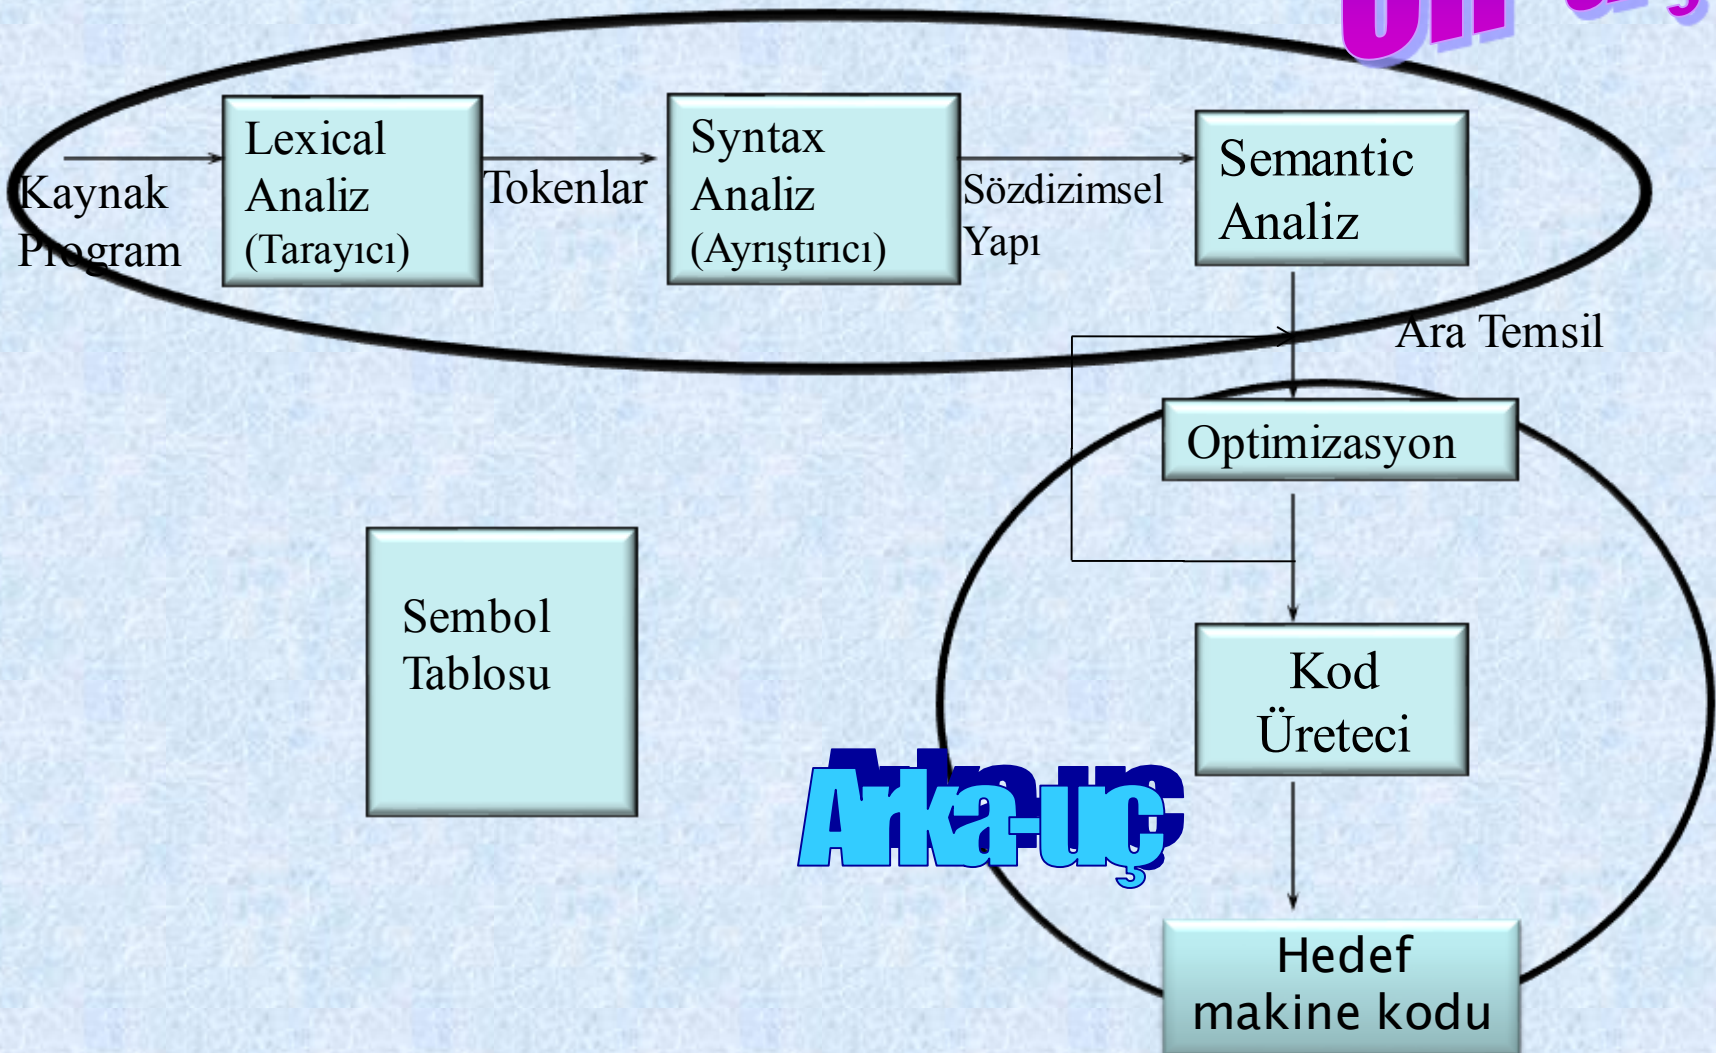 Lexical
Analiz
(Tarayıcı)
Syntax
Analiz
(Ayrıştırıcı)
Semantic
Analiz
Kaynak
Program
Tokenlar
Sözdizimsel
Yapı
Ara Temsil
Optimizasyon
Sembol
Tablosu
Kod
Üreteci
Arka-uç
Hedef
makine kodu